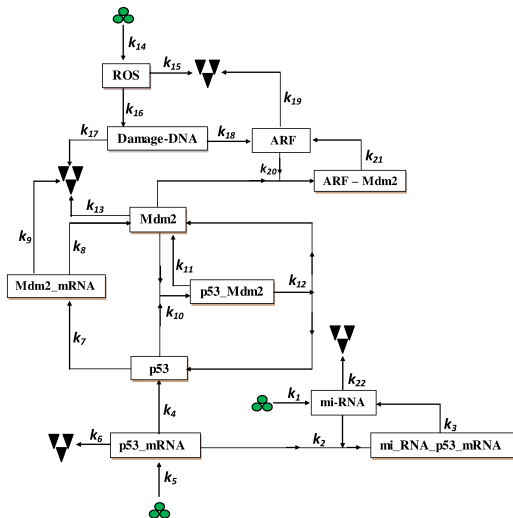 k14
ROS
k15
k16
k19
k17
Damage-DNA
k18
ARF
k20
k21
ARF – Mdm2
k13
Mdm2
k9
k8
k11
Mdm2_mRNA
p53_Mdm2
k12
k10
k7
p53
k22
k1
mi-RNA
k4
k3
k6
p53_mRNA
k2
mi_RNA_p53_mRNA
k5